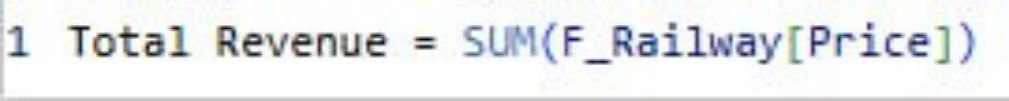 1 Total Revenue = SUM(F_Railway[Price])